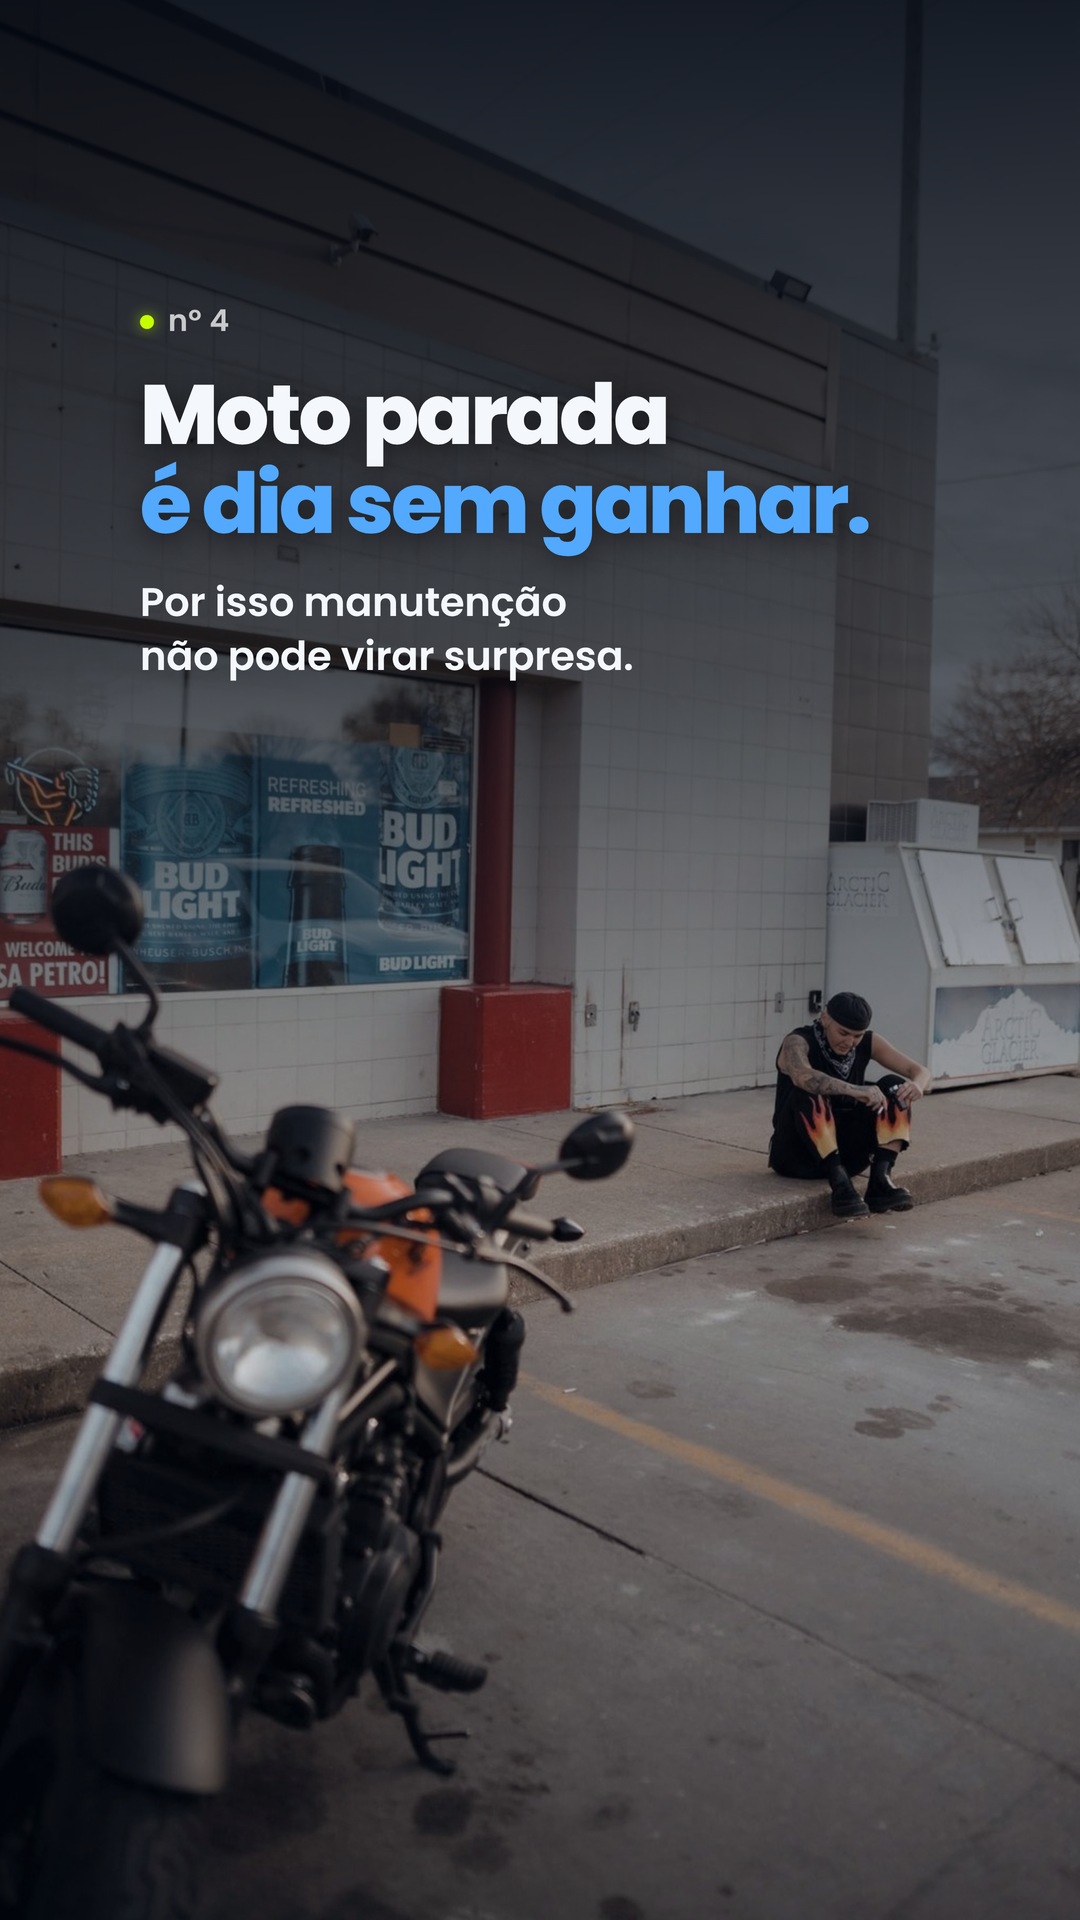 nº 4
Moto parada
é dia sem ganhar.
Por isso manutenção
não pode virar surpresa.
REFRESHING
REFRESHED
BUD
LIGHT
BUD
LIGHT
BUD
LIGHT
BUD LIGHT
THIS
BUD'S
WELCOME
SA PETRO!
ARCTIC
GLACIER
ARCTIC
GLACIER